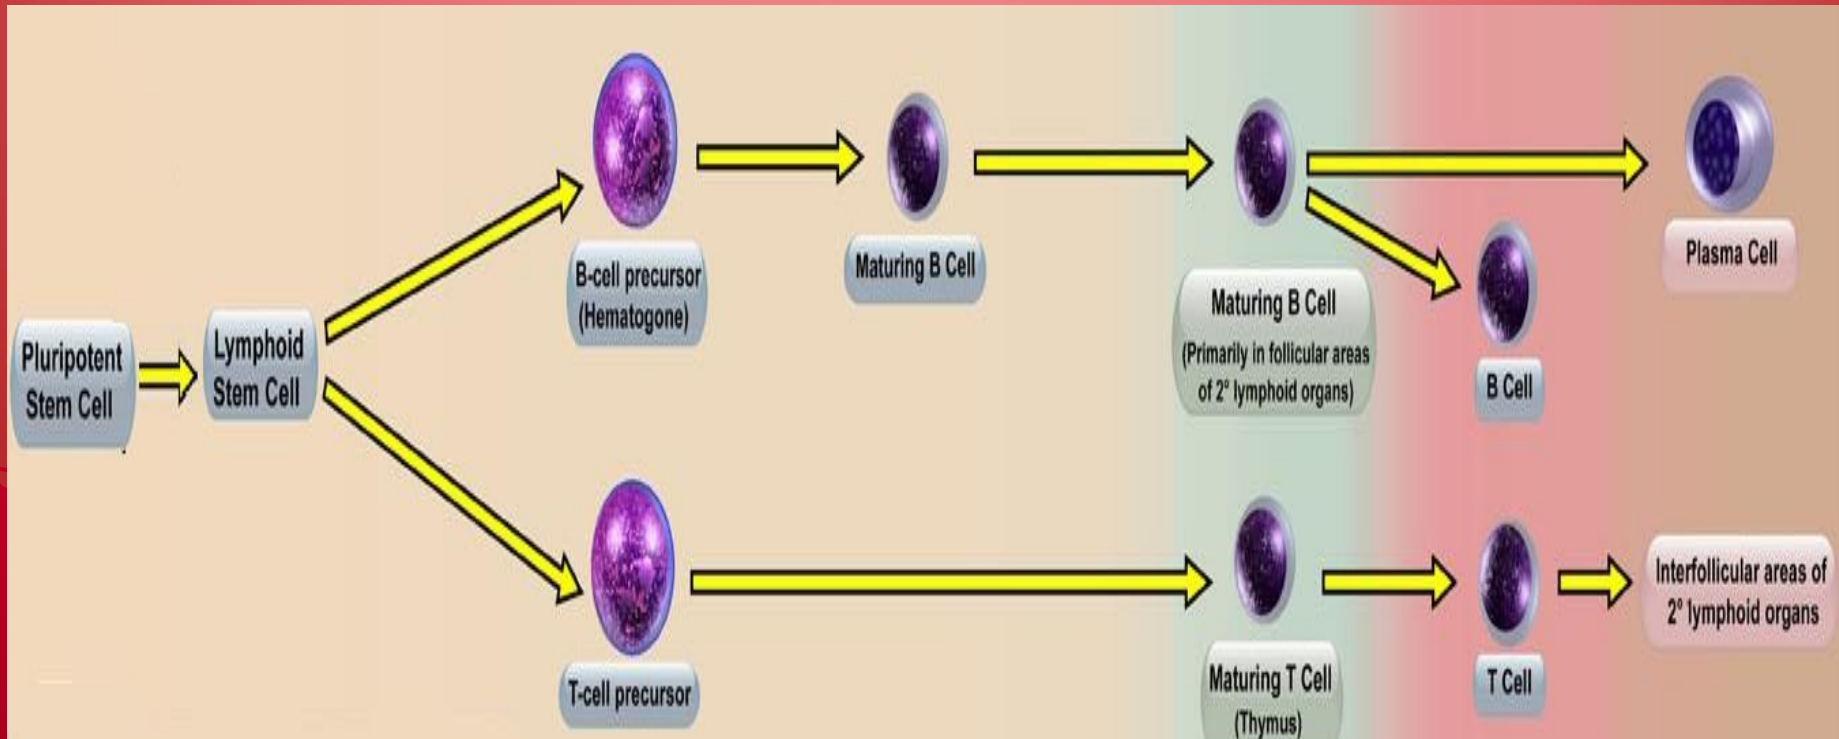 Pluripotent
Stem Cell
Lymphoid
Stem Cell
B-cell precursor
(Hematogone)
Maturing B Cell
Maturing B Cell
(Primarily in follicular areas
of 2° lymphoid organs)
B Cell
Plasma Cell
T-cell precursor
Maturing T Cell
(Thymus)
T Cell
Interfollicular areas of
2° lymphoid organs